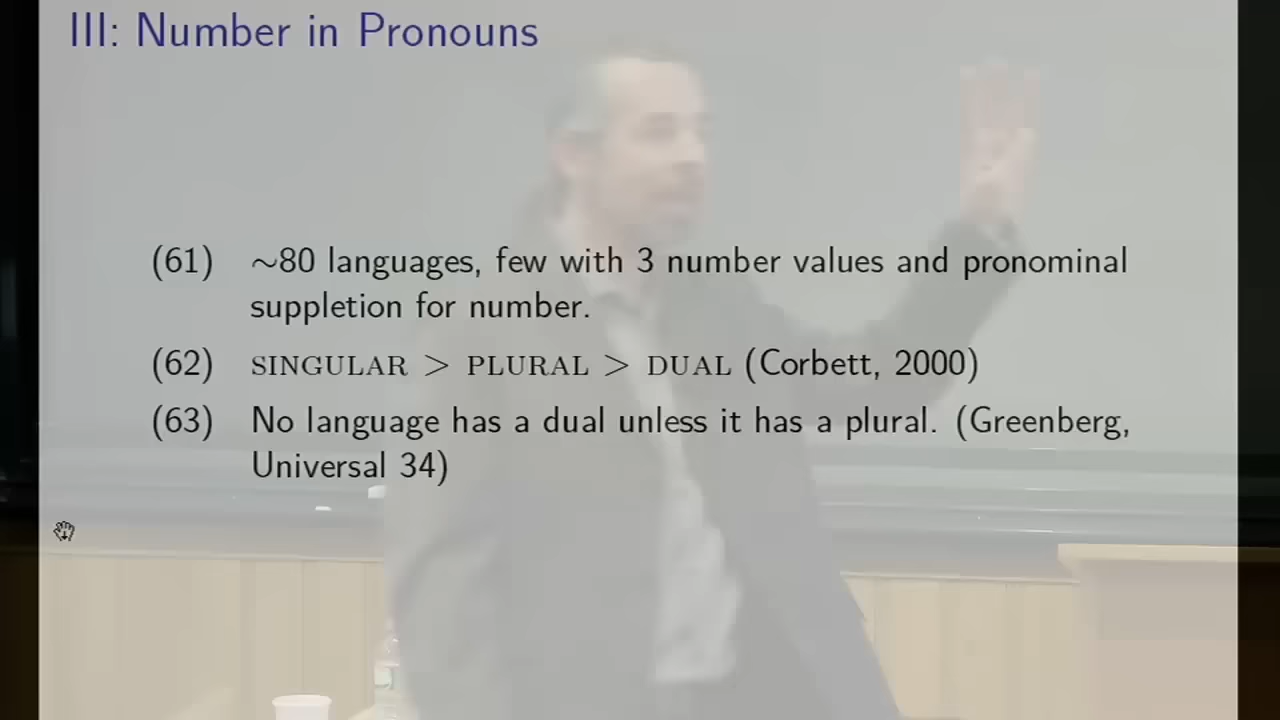 III: Number in Pronouns
(61) ~80 languages, few with 3 number values and pronominal
suppletion for number.
(62) SINGULAR > PLURAL > DUAL (Corbett, 2000)
(63) No language has a dual unless it has a plural. (Greenberg,
Universal 34)